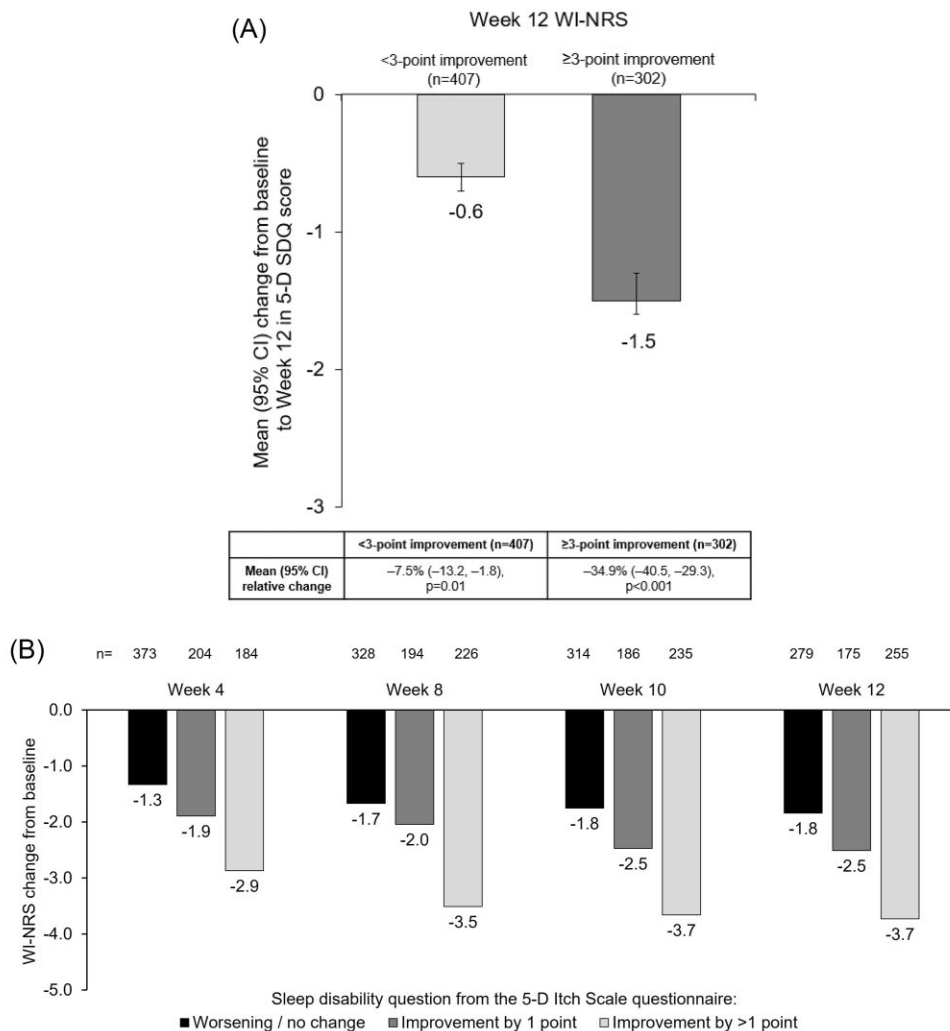 (A)
Week 12 WI-NRS
<3-point improvement
(n=407)
≥3-point improvement
(n=302)
Mean (95% CI) change from baseline
to Week 12 in 5-D SDQ score
0
-1
-2
-3
-0.6
-1.5
<3-point improvement (n=407) ≥3-point improvement (n=302)
Mean (95% CI)
relative change
–7.5% (–13.2, –1.8),
p=0.01
–34.9% (–40.5, –29.3),
p<0.001
(B)
n= 373 204 184 328 194 226 314 186 235 279 175 255
Week 4 Week 8 Week 10 Week 12
WI-NRS change from baseline
0.0
-1.0
-2.0
-3.0
-4.0
-5.0
-1.3 -1.9 -2.9 -1.7 -2.0 -3.5 -1.8 -2.5 -3.7 -1.8 -2.5 -3.7
Sleep disability question from the 5-D Itch Scale questionnaire:
Worsening / no change Improvement by 1 point Improvement by >1 point